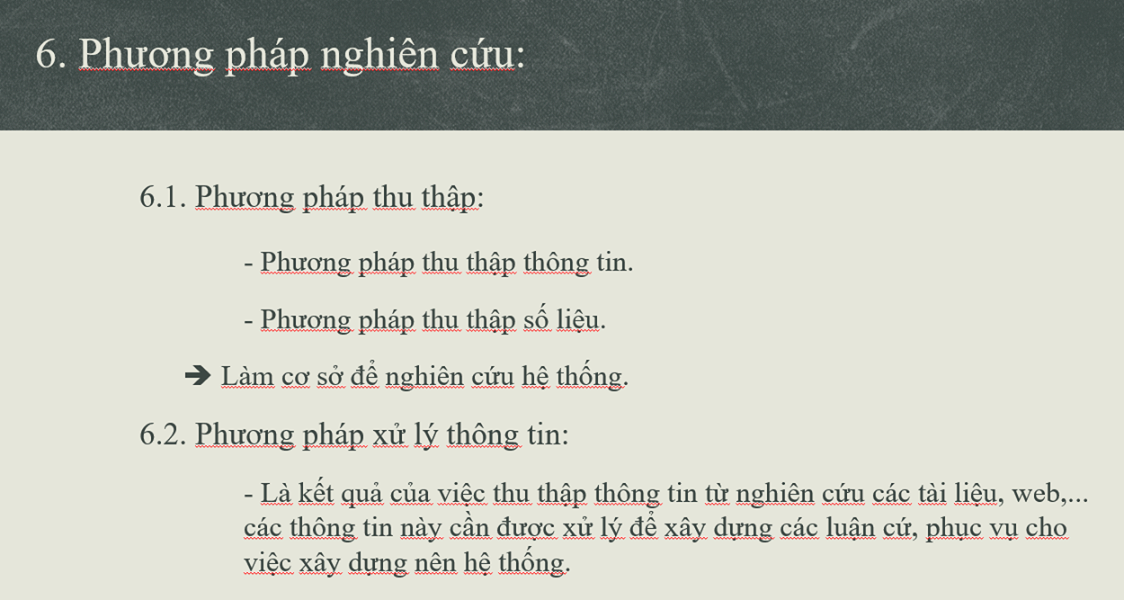 6. Phương pháp nghiên cứu:
6.1. Phương pháp thu thập:
- Phương pháp thu thập thông tin.
- Phương pháp thu thập số liệu.
➔ Làm cơ sở để nghiên cứu hệ thống.
6.2. Phương pháp xử lý thông tin:
- Là kết quả của việc thu thập thông tin từ nghiên cứu các tài liệu, web,...
các thông tin này cần được xử lý để xây dựng các luận cứ, phục vụ cho
việc xây dựng nên hệ thống.